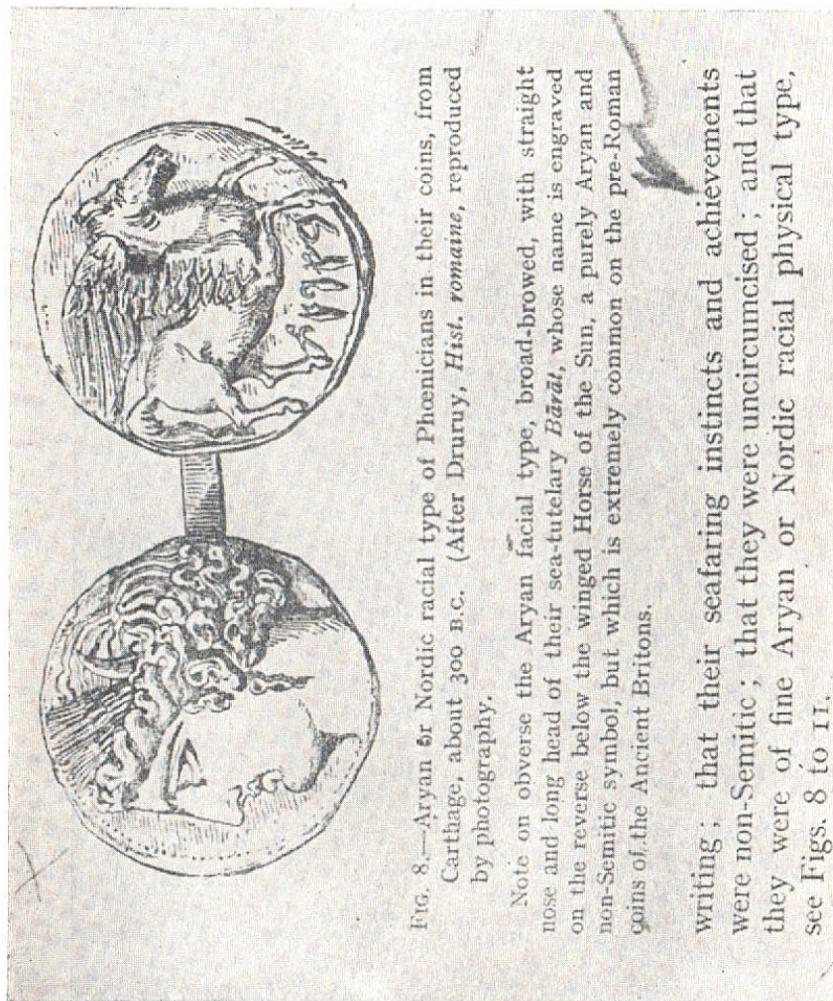 FIG. 8.—Aryan or Nordic racial type of Phœnicians in their coins, from
Carthage, about 300 B.C. (After Druruy, Hist. romaine, reproduced
by photography.
Note on obverse the Aryan facial type, broad-browed, with straight
nose and long head of their sea-tutelary Bārāt, whose name is engraved
on the reverse below the winged Horse of the Sun, a purely Aryan and
non-Semitic symbol, but which is extremely common on the pre-Roman
coins of the Ancient Britons.
writing ; that their seafaring instincts and achievements
were non-Semitic ; that they were uncircumcised ; and that
they were of fine Aryan or Nordic racial physical type,
see Figs. 8 to 11.